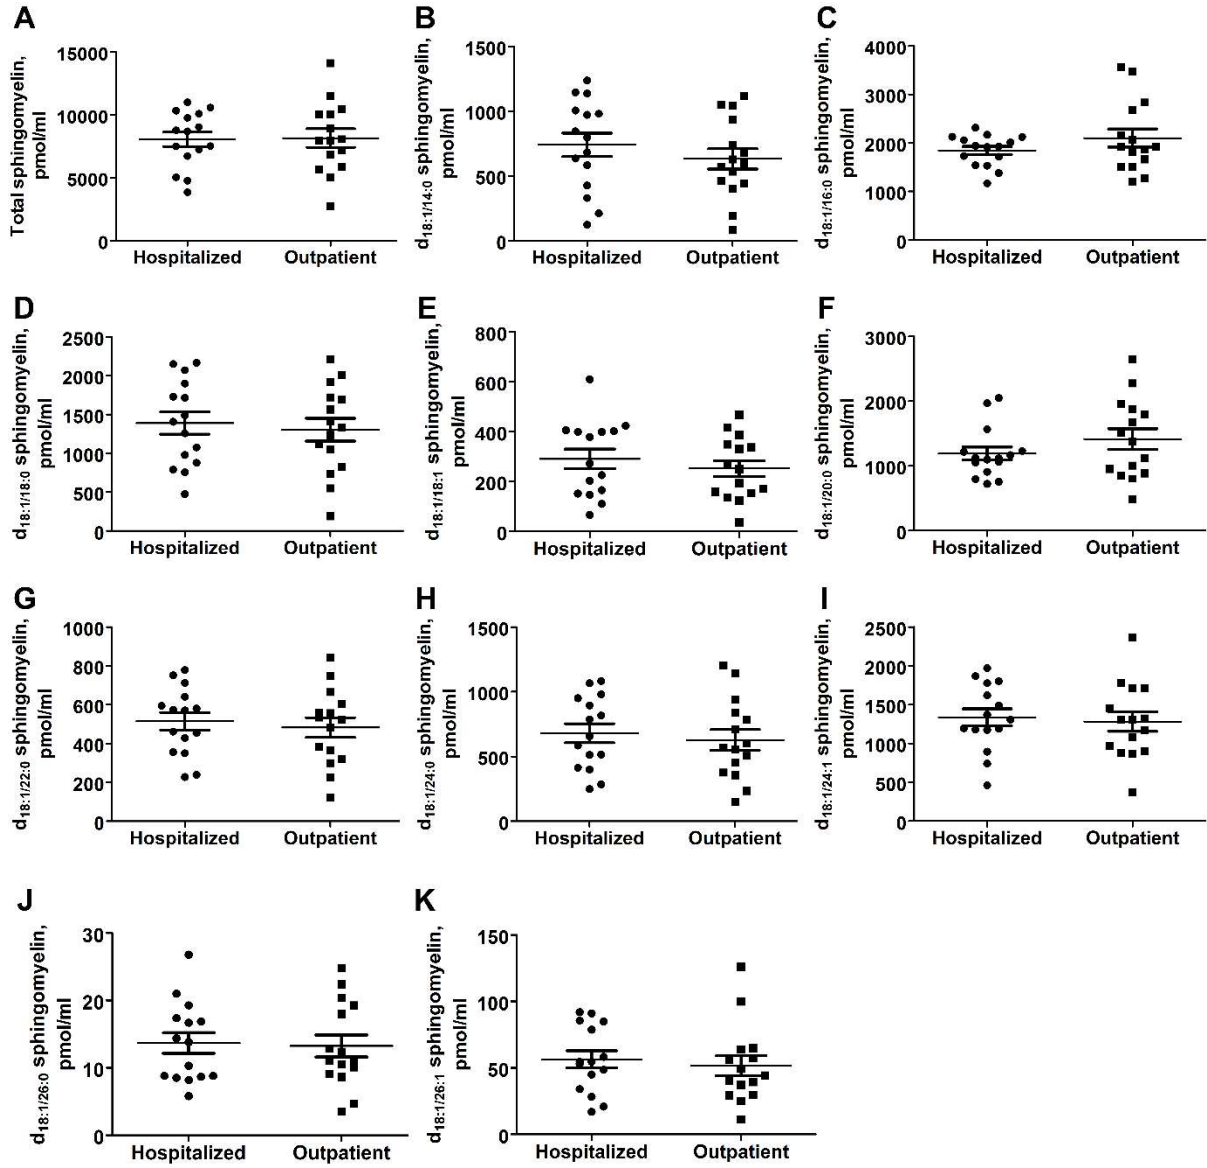 A
Total sphingomyelin,
pmol/ml
15000
10000
5000
0
Hospitalized Outpatient
B
d18:1/14:0 sphingomyelin,
pmol/ml
1500
1000
500
0
Hospitalized Outpatient
C
d18:1/16:0 sphingomyelin,
pmol/ml
4000
3000
2000
1000
0
Hospitalized Outpatient
D
d18:1/18:0 sphingomyelin,
pmol/ml
2500
2000
1500
1000
500
0
Hospitalized Outpatient
E
d18:1/18:1 sphingomyelin,
pmol/ml
800
600
400
200
0
Hospitalized Outpatient
F
d18:1/20:0 sphingomyelin,
pmol/ml
3000
2000
1000
0
Hospitalized Outpatient
G
d18:1/22:0 sphingomyelin,
pmol/ml
1000
800
600
400
200
0
Hospitalized Outpatient
H
d18:1/24:0 sphingomyelin,
pmol/ml
1500
1000
500
0
Hospitalized Outpatient
I
d18:1/24:1 sphingomyelin,
pmol/ml
2500
2000
1500
1000
500
0
Hospitalized Outpatient
J
d18:1/26:0 sphingomyelin,
pmol/ml
30
20
10
0
Hospitalized Outpatient
K
d18:1/26:1 sphingomyelin,
pmol/ml
150
100
50
0
Hospitalized Outpatient